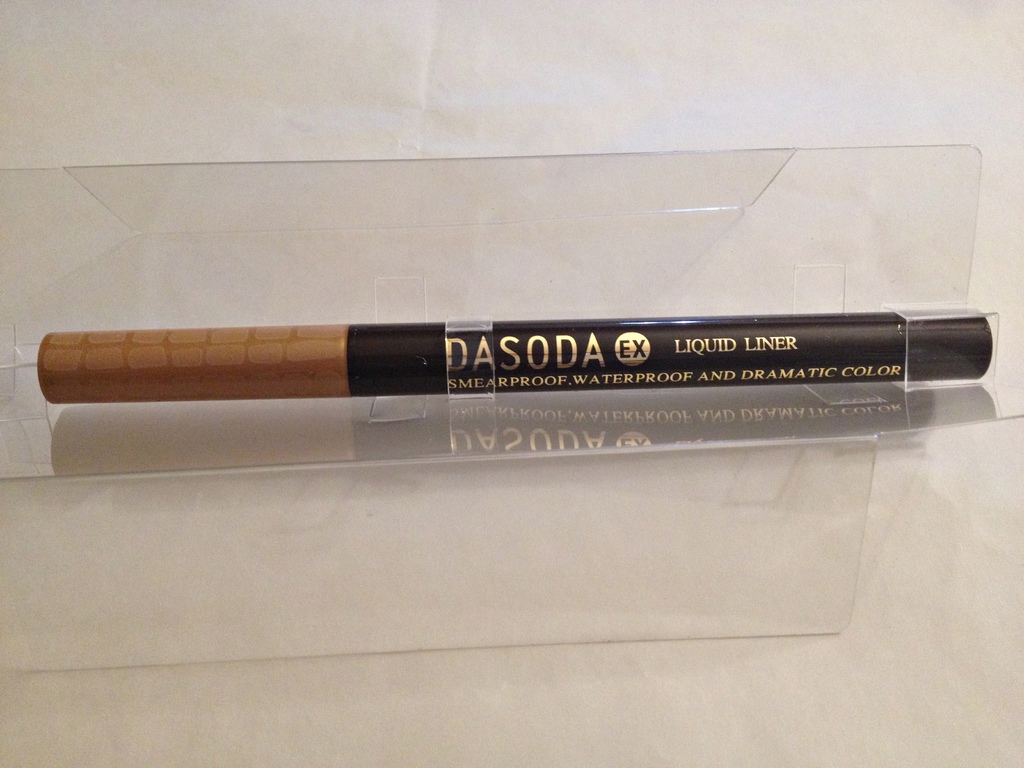 DASODA EX LIQUID LINER
SMEARPROOF,WATERPROOF AND DRAMATIC COLOR